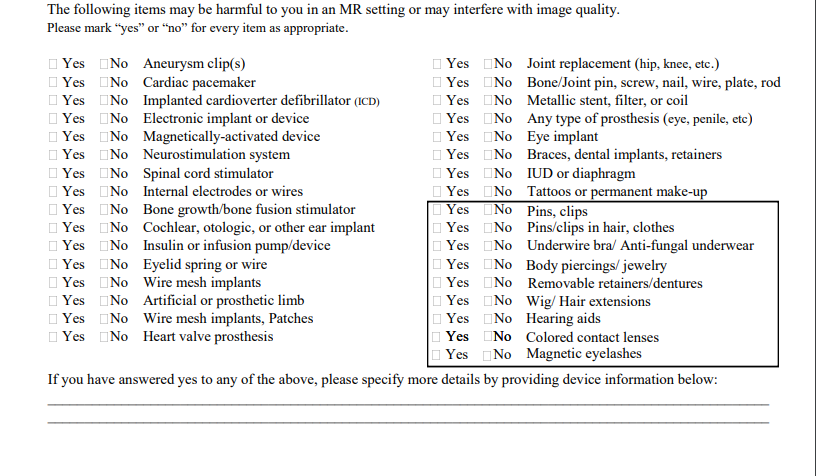 The following items may be harmful to you in an MR setting or may interfere with image quality.
Please mark “yes” or “no” for every item as appropriate.
☐ Yes ☐No Aneurysm clip(s)
☐ Yes ☐No Cardiac pacemaker
☐ Yes ☐No Implanted cardioverter defibrillator (ICD)
☐ Yes ☐No Electronic implant or device
☐ Yes ☐No Magnetically-activated device
☐ Yes ☐No Neurostimulation system
☐ Yes ☐No Spinal cord stimulator
☐ Yes ☐No Internal electrodes or wires
☐ Yes ☐No Bone growth/bone fusion stimulator
☐ Yes ☐No Cochlear, otologic, or other ear implant
☐ Yes ☐No Insulin or infusion pump/device
☐ Yes ☐No Eyelid spring or wire
☐ Yes ☐No Wire mesh implants
☐ Yes ☐No Artificial or prosthetic limb
☐ Yes ☐No Wire mesh implants, Patches
☐ Yes ☐No Heart valve prosthesis
☐ Yes ☐No Joint replacement (hip, knee, etc.)
☐ Yes ☐No Bone/Joint pin, screw, nail, wire, plate, rod
☐ Yes ☐No Metallic stent, filter, or coil
☐ Yes ☐No Any type of prosthesis (eye, penile, etc)
☐ Yes ☐No Eye implant
☐ Yes ☐No Braces, dental implants, retainers
☐ Yes ☐No IUD or diaphragm
☐ Yes ☐No Tattoos or permanent make-up
☐ Yes ☐No Pins, clips
☐ Yes ☐No Pins/clips in hair, clothes
☐ Yes ☐No Underwire bra/ Anti-fungal underwear
☐ Yes ☐No Body piercings/ jewelry
☐ Yes ☐No Removable retainers/dentures
☐ Yes ☐No Wig/ Hair extensions
☐ Yes ☐No Hearing aids
☐ Yes ☐No Colored contact lenses
☐ Yes ☐No Magnetic eyelashes
If you have answered yes to any of the above, please specify more details by providing device information below: